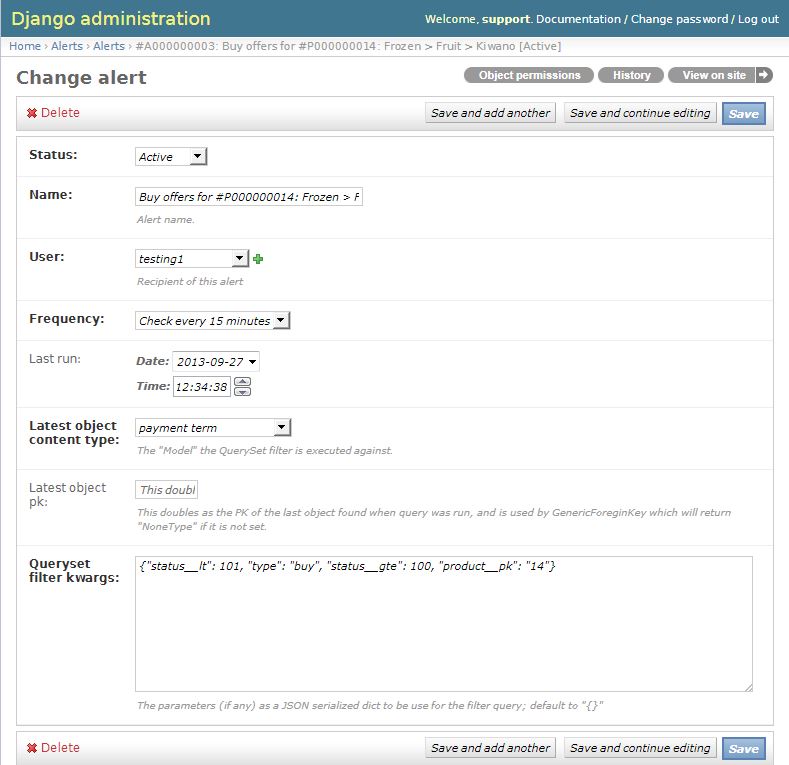 Django administration
Welcome, support. Documentation / Change password / Log out
Home › Alerts › Alerts › #A000000003: Buy offers for #P000000014: Frozen > Fruit > Kiwano [Active]
Change alert
Object permissions
History
View on site
Delete
Save and add another
Save and continue editing
Save
Status:
Active
Name:
Buy offers for #P000000014: Frozen > F
Alert name.
User:
testing1
Recipient of this alert
Frequency:
Check every 15 minutes
Last run:
Date: 2013-09-27
Time: 12:34:38
Latest object
content type:
payment term
The "Model" the QuerySet filter is executed against.
Latest object
pk:
This doubl
This doubles as the PK of the last object found when query was run, and is used by GenericForeginKey which will return
"NoneType" if it is not set.
Queryset
filter kwargs:
{"status__lt": 101, "type": "buy", "status__gte": 100, "product__pk": "14"}
The parameters (if any) as a JSON serialized dict to be use for the filter query; default to "{}"
Delete
Save and add another
Save and continue editing
Save